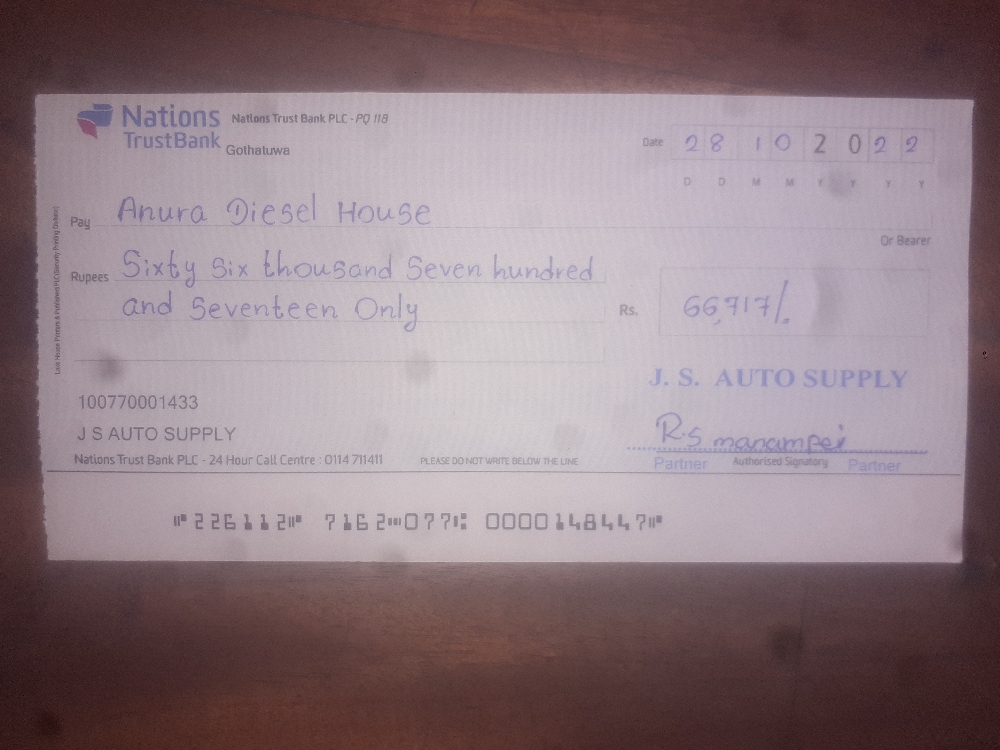 Nations
TrustBank
Nations Trust Bank PLC - PQ 118
Gothatuwa
Date 28 10 2022
D D M M Y Y Y Y
Pay Anura Diesel House
Or Bearer
Rupees Sixty Six thousand Seven hundred
and Seventeen Only
Rs. 66,717/.
J. S. AUTO SUPPLY
100770001433
J S AUTO SUPPLY
R.S manampei
Partner Authorised Signatory Partner
Nations Trust Bank PLC - 24 Hour Call Centre : 0114 711411 PLEASE DO NOT WRITE BELOW THE LINE
⑈226112⑈ 7162⑉077⑆ 0000148447⑈